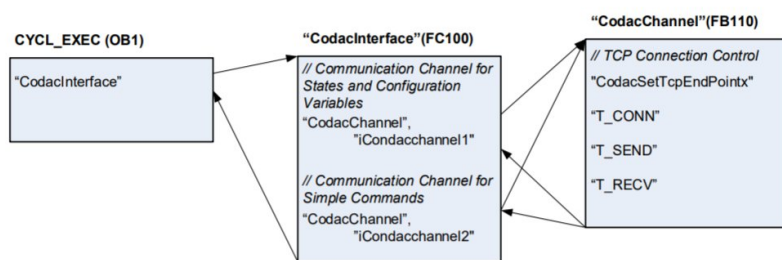 CYCL_EXEC (OB1)
“CodacInterface”
“CodacInterface”(FC100)
// Communication Channel for
States and Configuration
Variables
“CodacChannel”,
"iCondacchannel1"
// Communication Channel for
Simple Commands
“CodacChannel”,
"iCondacchannel2"
“CodacChannel”(FB110)
// TCP Connection Control
"CodacSetTcpEndPointx"
“T_CONN”
“T_SEND”
“T_RECV”